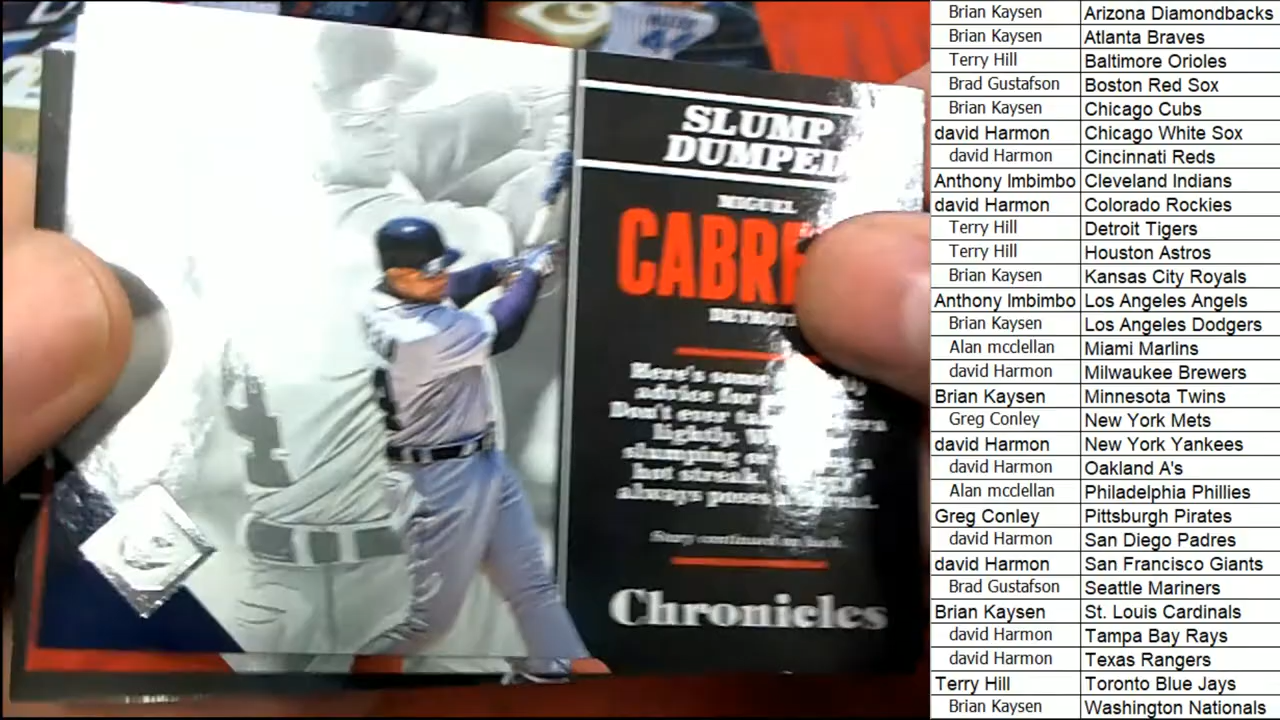 SLUMP
DUMPED
MIGUEL
DETROIT
Here's some
advice for
Don't ever
lightly.
slumping
hot streak.
always poses
Story continued on back.
Chronicles
Brian Kaysen Arizona Diamondbacks
Brian Kaysen Atlanta Braves
Terry Hill Baltimore Orioles
Brad Gustafson Boston Red Sox
Brian Kaysen Chicago Cubs
david Harmon Chicago White Sox
david Harmon Cincinnati Reds
Anthony Imbimbo Cleveland Indians
david Harmon Colorado Rockies
Terry Hill Detroit Tigers
Terry Hill Houston Astros
Brian Kaysen Kansas City Royals
Anthony Imbimbo Los Angeles Angels
Brian Kaysen Los Angeles Dodgers
Alan mcclellan Miami Marlins
david Harmon Milwaukee Brewers
Brian Kaysen Minnesota Twins
Greg Conley New York Mets
david Harmon New York Yankees
david Harmon Oakland A's
Alan mcclellan Philadelphia Phillies
Greg Conley Pittsburgh Pirates
david Harmon San Diego Padres
david Harmon San Francisco Giants
Brad Gustafson Seattle Mariners
Brian Kaysen St. Louis Cardinals
david Harmon Tampa Bay Rays
david Harmon Texas Rangers
Terry Hill Toronto Blue Jays
Brian Kaysen Washington Nationals